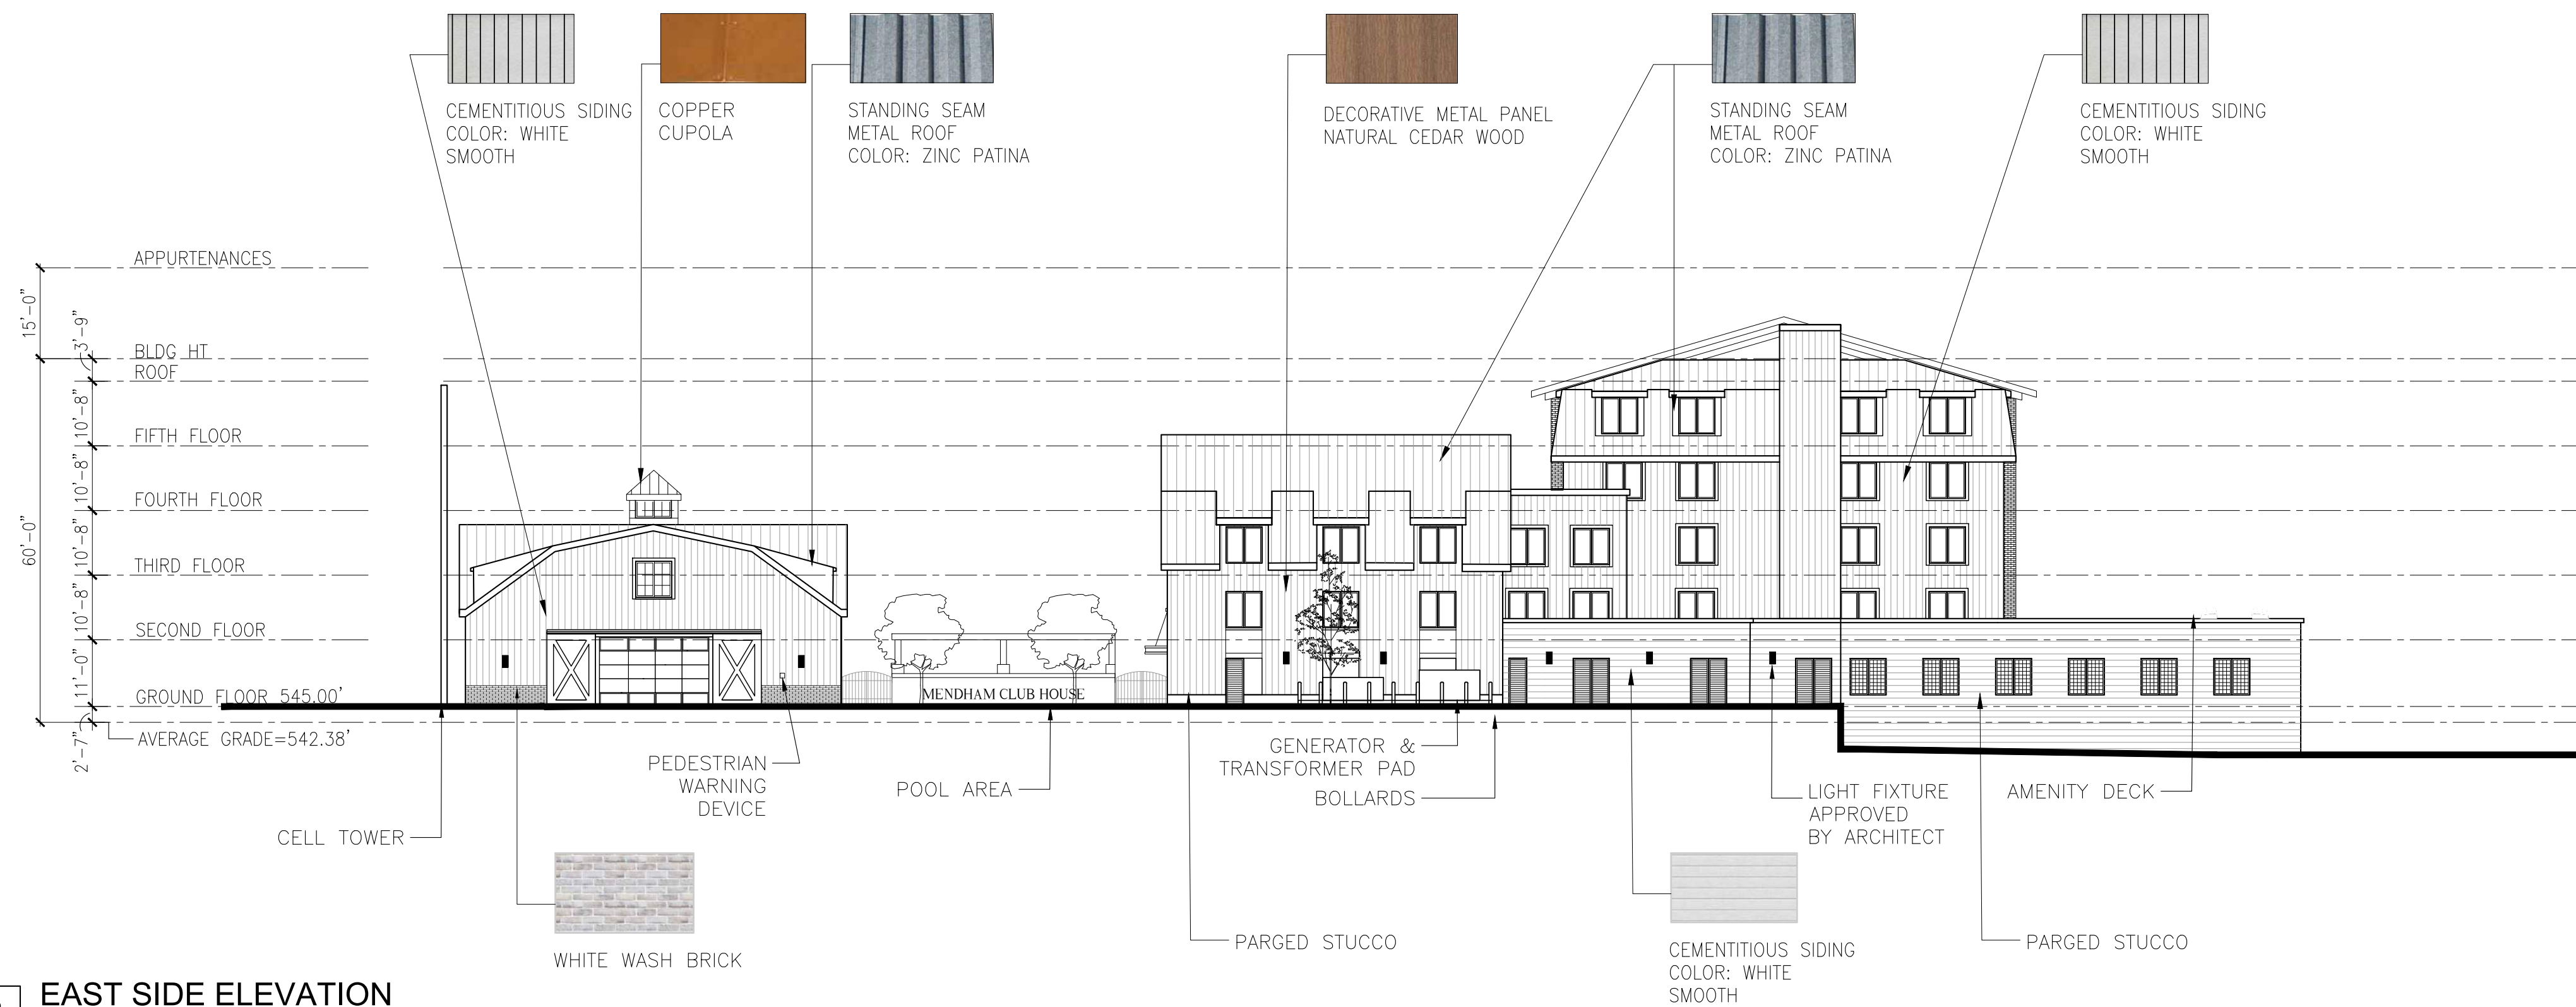 CEMENTITIOUS SIDING
COLOR: WHITE
SMOOTH
COPPER
CUPOLA
STANDING SEAM
METAL ROOF
COLOR: ZINC PATINA
DECORATIVE METAL PANEL
NATURAL CEDAR WOOD
STANDING SEAM
METAL ROOF
COLOR: ZINC PATINA
CEMENTITIOUS SIDING
COLOR: WHITE
SMOOTH
APPURTENANCES
15'-0"
3'-9"
BLDG HT
ROOF
10'-8"
FIFTH FLOOR
10'-8"
FOURTH FLOOR
60'-0"
10'-8"
THIRD FLOOR
10'-8"
SECOND FLOOR
11'-0"
GROUND FLOOR 545.00'
2'-7"
AVERAGE GRADE=542.38'
MENDHAM CLUB HOUSE
PEDESTRIAN
WARNING
DEVICE
POOL AREA
GENERATOR &
TRANSFORMER PAD
BOLLARDS
LIGHT FIXTURE
APPROVED
BY ARCHITECT
AMENITY DECK
CELL TOWER
WHITE WASH BRICK
PARGED STUCCO
CEMENTITIOUS SIDING
COLOR: WHITE
SMOOTH
PARGED STUCCO
EAST SIDE ELEVATION